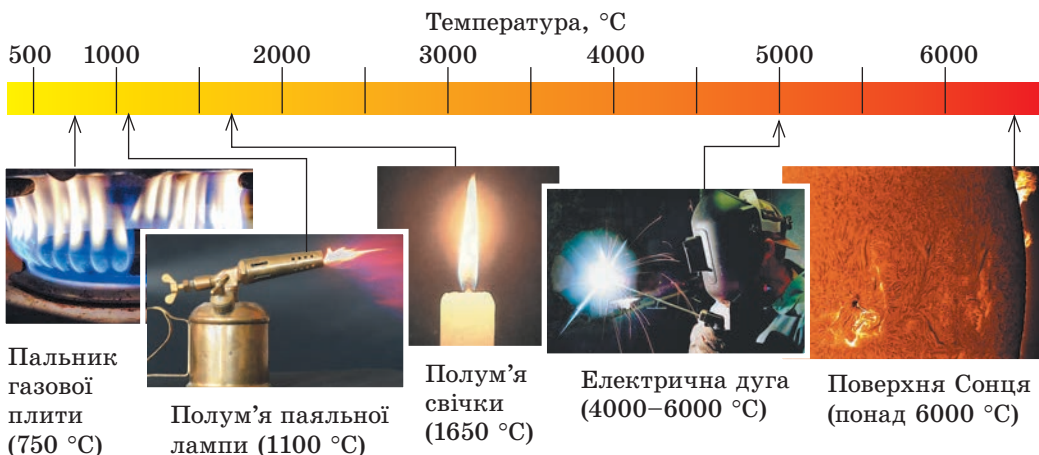 Температура, °C
500 1000 2000 3000 4000 5000 6000
Пальник
газової
плити
(750 °C)
Полум'я паяльної
лампи (1100 °C)
Полум'я
свічки
(1650 °C)
Електрична дуга
(4000–6000 °C)
Поверхня Сонця
(понад 6000 °C)